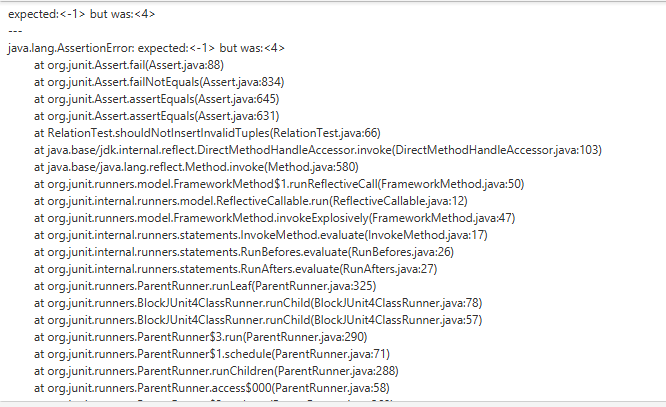 expected:<-1> but was:<4>
---
java.lang.AssertionError: expected:<-1> but was:<4>
at org.junit.Assert.fail(Assert.java:88)
at org.junit.Assert.failNotEquals(Assert.java:834)
at org.junit.Assert.assertEquals(Assert.java:645)
at org.junit.Assert.assertEquals(Assert.java:631)
at RelationTest.shouldNotInsertInvalidTuples(RelationTest.java:66)
at java.base/jdk.internal.reflect.DirectMethodHandleAccessor.invoke(DirectMethodHandleAccessor.java:103)
at java.base/java.lang.reflect.Method.invoke(Method.java:580)
at org.junit.runners.model.FrameworkMethod$1.runReflectiveCall(FrameworkMethod.java:50)
at org.junit.internal.runners.model.ReflectiveCallable.run(ReflectiveCallable.java:12)
at org.junit.runners.model.FrameworkMethod.invokeExplosively(FrameworkMethod.java:47)
at org.junit.internal.runners.statements.InvokeMethod.evaluate(InvokeMethod.java:17)
at org.junit.internal.runners.statements.RunBefores.evaluate(RunBefores.java:26)
at org.junit.internal.runners.statements.RunAfters.evaluate(RunAfters.java:27)
at org.junit.runners.ParentRunner.runLeaf(ParentRunner.java:325)
at org.junit.runners.BlockJUnit4ClassRunner.runChild(BlockJUnit4ClassRunner.java:78)
at org.junit.runners.BlockJUnit4ClassRunner.runChild(BlockJUnit4ClassRunner.java:57)
at org.junit.runners.ParentRunner$3.run(ParentRunner.java:290)
at org.junit.runners.ParentRunner$1.schedule(ParentRunner.java:71)
at org.junit.runners.ParentRunner.runChildren(ParentRunner.java:288)
at org.junit.runners.ParentRunner.access$000(ParentRunner.java:58)